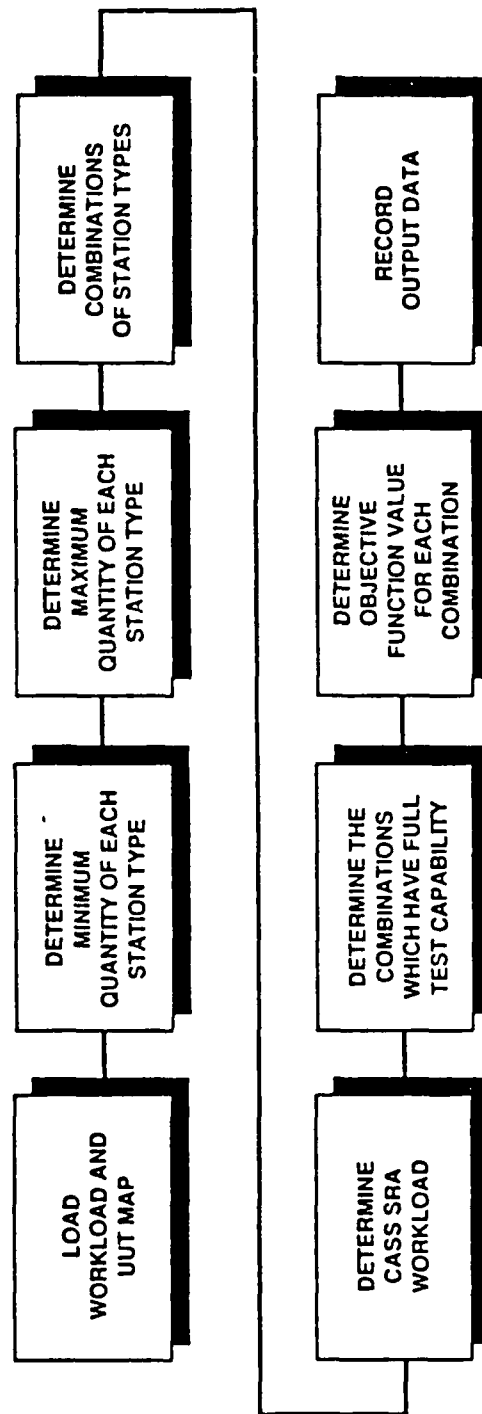 LOAD
WORKLOAD AND
UUT MAP
DETERMINE
MINIMUM
QUANTITY OF EACH
STATION TYPE
DETERMINE
MAXIMUM
QUANTITY OF EACH
STATION TYPE
DETERMINE
COMBINATIONS
OF STATION TYPES
DETERMINE
CASS SRA
WORKLOAD
DETERMINE THE
COMBINATIONS
WHICH HAVE FULL
TEST CAPABILITY
DETERMINE
OBJECTIVE
FUNCTION VALUE
FOR EACH
COMBINATION
RECORD
OUTPUT DATA